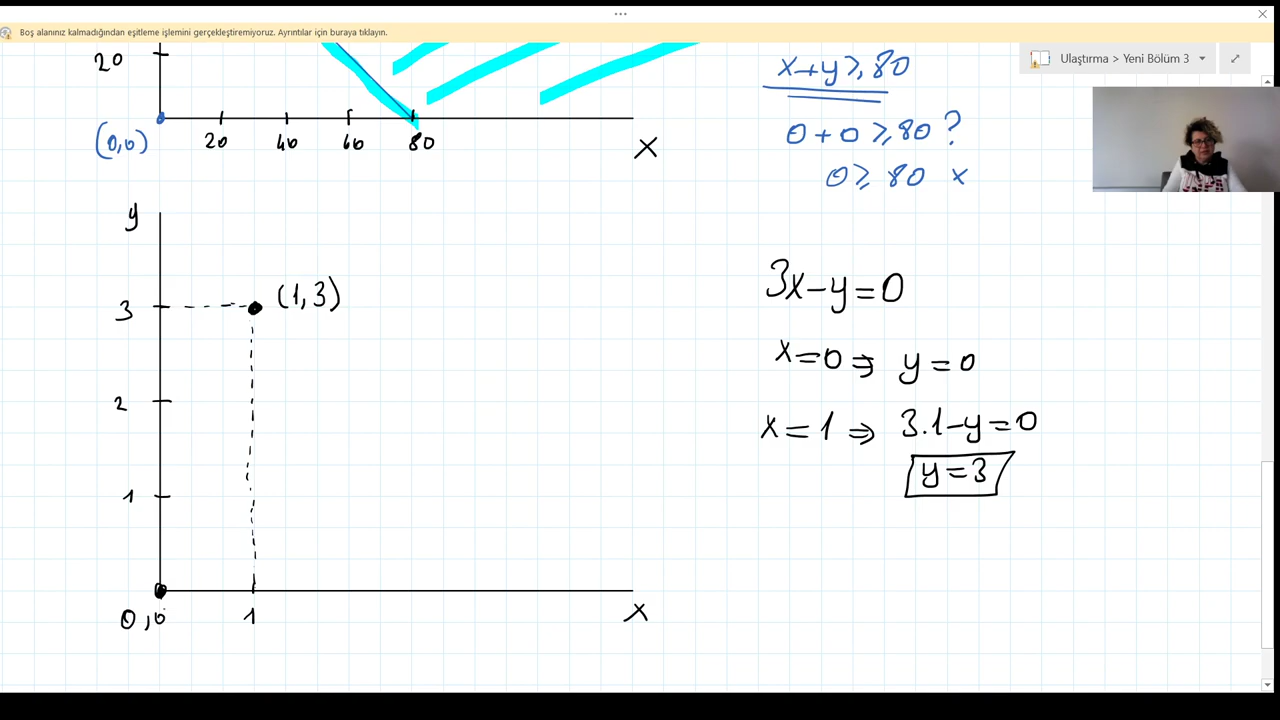 Boş alanınız kalmadığından eşitleme işlemini gerçekleştiremiyoruz. Ayrıntılar için buraya tıklayın.
Ulaştırma > Yeni Bölüm 3
20
(0,0)
20 40 60 80 X
x+y≥80
0+0≥80?
0≥80 x
y
3
(1,3)
2
1
0,0
1
X
3x-y=0
x=0⇒ y=0
x=1⇒ 3.1-y=0
y=3